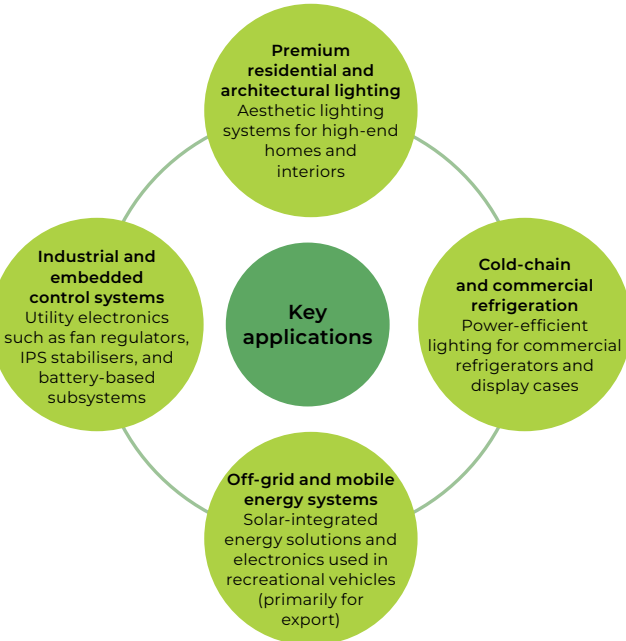 Premium
residential and
architectural lighting
Aesthetic lighting
systems for high-end
homes and
interiors
Industrial and
embedded
control systems
Utility electronics
such as fan regulators,
IPS stabilisers, and
battery-based
subsystems
Key
applications
Cold-chain
and commercial
refrigeration
Power-efficient
lighting for commercial
refrigerators and
display cases
Off-grid and mobile
energy systems
Solar-integrated
energy solutions and
electronics used in
recreational vehicles
(primarily for
export)